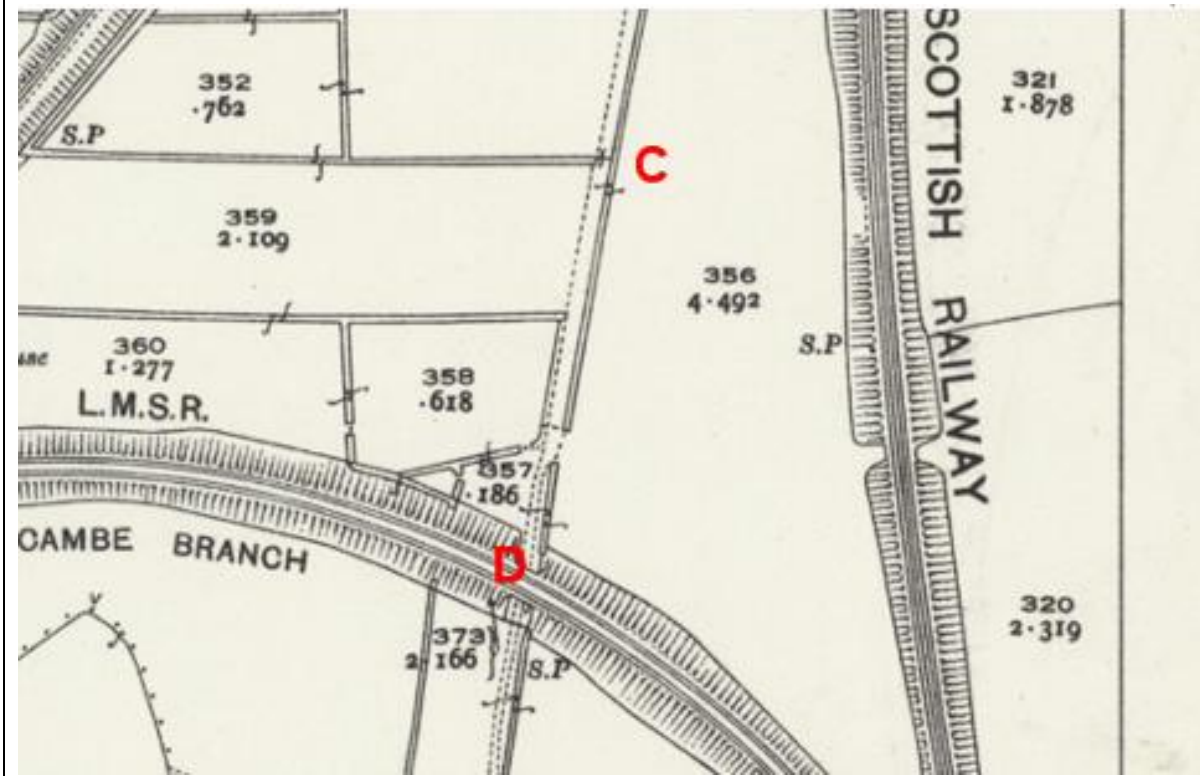 352
.762
S.P
C
SCOTTISH RAILWAY
321
1.878
359
2.109
356
4.492
S.P
360
1.277
L.M.S.R.
358
.618
357
.186
CAMBE BRANCH
D
373
2.166
S.P
320
2.319